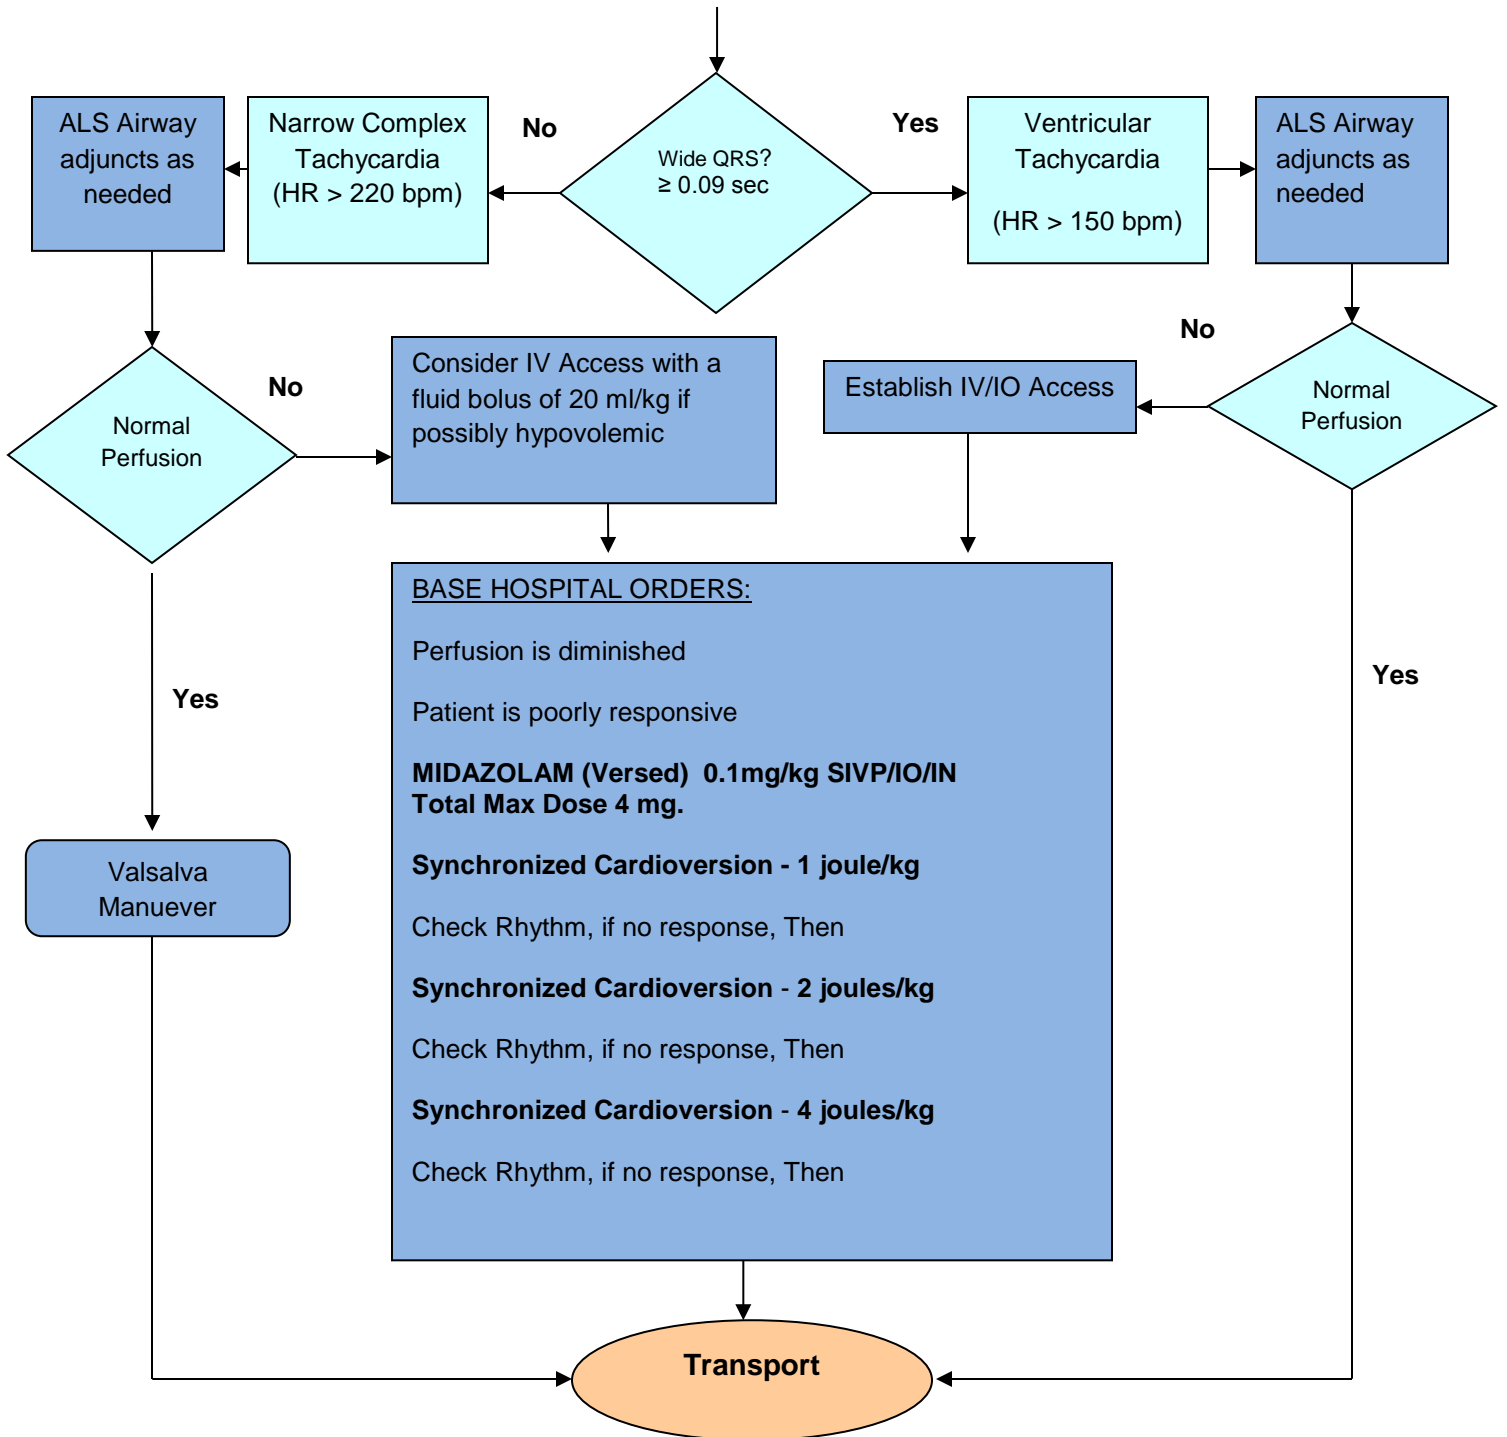 ALS Airway
adjuncts as
needed
Narrow Complex
Tachycardia
(HR > 220 bpm)
No
Wide QRS?
≥ 0.09 sec
Yes
Ventricular
Tachycardia
(HR > 150 bpm)
ALS Airway
adjuncts as
needed
Normal
Perfusion
No
Consider IV Access with a
fluid bolus of 20 ml/kg if
possibly hypovolemic
Establish IV/IO Access
No
Normal
Perfusion
BASE HOSPITAL ORDERS:
Perfusion is diminished
Patient is poorly responsive
MIDAZOLAM (Versed) 0.1mg/kg SIVP/IO/IN
Total Max Dose 4 mg.
Synchronized Cardioversion - 1 joule/kg
Check Rhythm, if no response, Then
Synchronized Cardioversion - 2 joules/kg
Check Rhythm, if no response, Then
Synchronized Cardioversion - 4 joules/kg
Check Rhythm, if no response, Then
Yes
Yes
Valsalva
Manuever
Transport